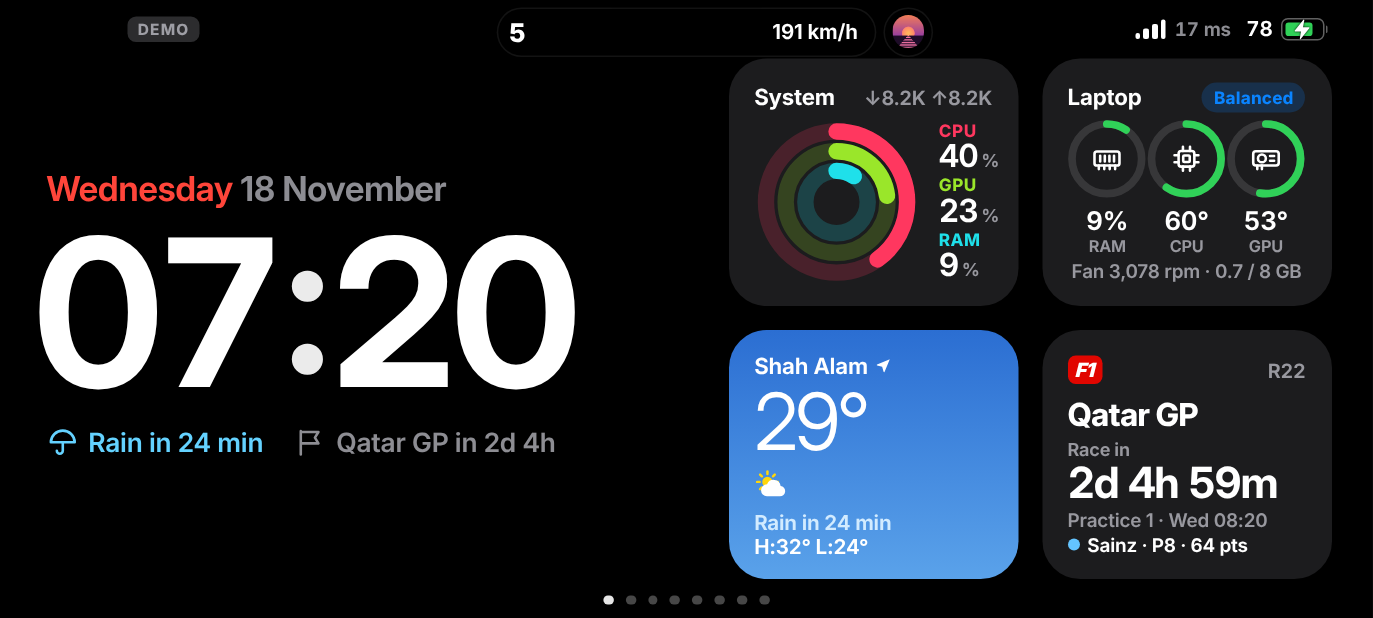 DEMO
5 191 km/h
17 ms 78
Wednesday 18 November
07:20
Rain in 24 min Qatar GP in 2d 4h
System ↓8.2K ↑8.2K
CPU
40 %
GPU
23 %
RAM
9 %
Laptop Balanced
9% 60° 53°
RAM CPU GPU
Fan 3,078 rpm · 0.7 / 8 GB
Shah Alam
29°
Rain in 24 min
H:32° L:24°
F1 R22
Qatar GP
Race in
2d 4h 59m
Practice 1 · Wed 08:20
Sainz · P8 · 64 pts